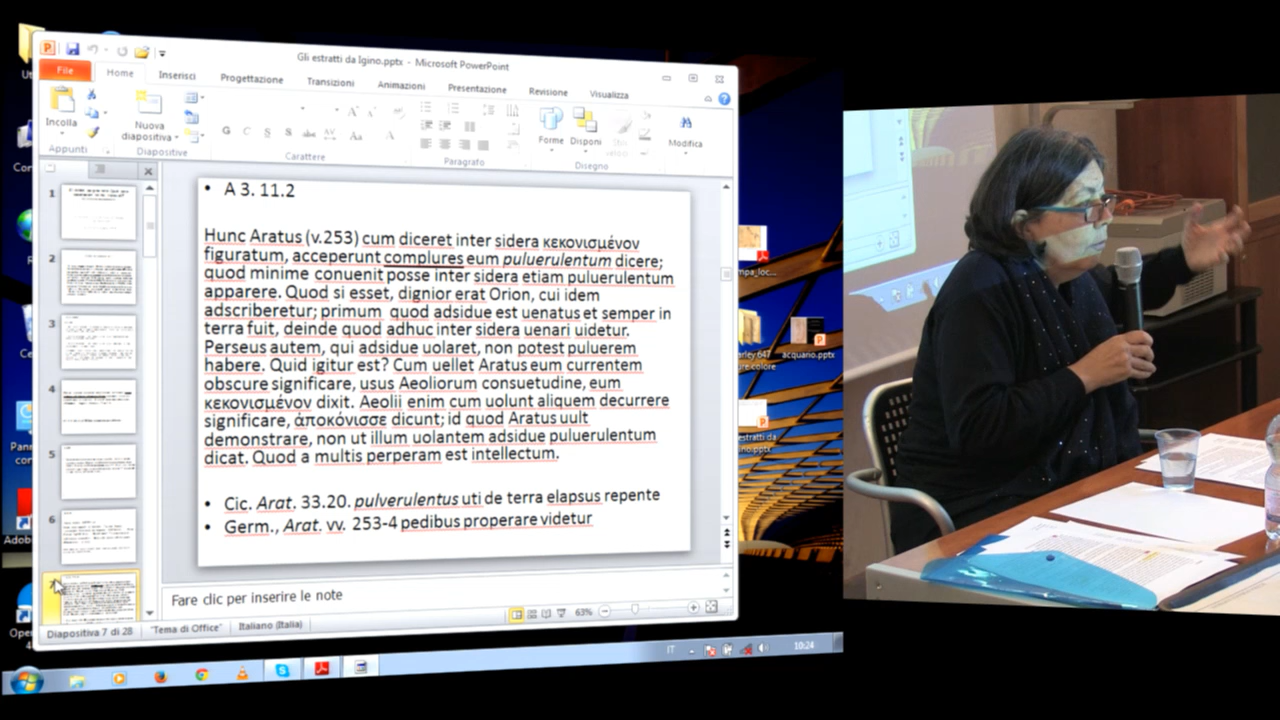 Gli estratti da Igino.pptx - Microsoft PowerPoint
File Home Inserisci Progettazione Transizioni Animazioni Presentazione Revisione Visualizza
Incolla
Nuova
diapositiva
Forme Disponi
Modifica
Appunti Diapositive Carattere Paragrafo Disegno
1
2
3
4
5
6
• A 3. 11.2
Hunc Aratus (v.253) cum diceret inter sidera κεκονισμένον
figuratum, acceperunt complures eum pulverulentum dicere;
quod minime conuenit posse inter sidera etiam puluerulentum
apparere. Quod si esset, dignior erat Orion, cui idem
adscriberetur; primum quod adsidue est uenatus et semper in
terra fuit, deinde quod adhuc inter sidera uenari uidetur.
Perseus autem, qui adsidue uolaret, non potest puluerem
habere. Quid igitur est? Cum uellet Aratus eum currentem
obscure significare, usus Aeoliorum consuetudine, eum
κεκονισμένον dixit. Aeolii enim cum uolunt aliquem decurrere
significare, ἀποκόνισσε dicunt; id quod Aratus uult
demonstrare, non ut illum uolantem adsidue puluerulentum
dicat. Quod a multis perperam est intellectum.
• Cic. Arat. 33.20. pulverulentus uti de terra elapsus repente
• Germ., Arat. vv. 253-4 pedibus properare videtur
Fare clic per inserire le note
Diapositiva 7 di 28 "Tema di Office" Italiano (Italia) 63%
acquario.pptx
IT 10:24